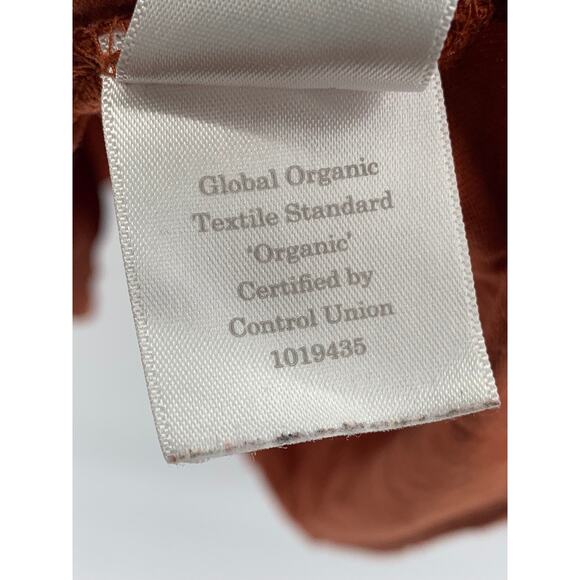 Global Organic
Textile Standard
‘Organic’
Certified by
Control Union
1019435